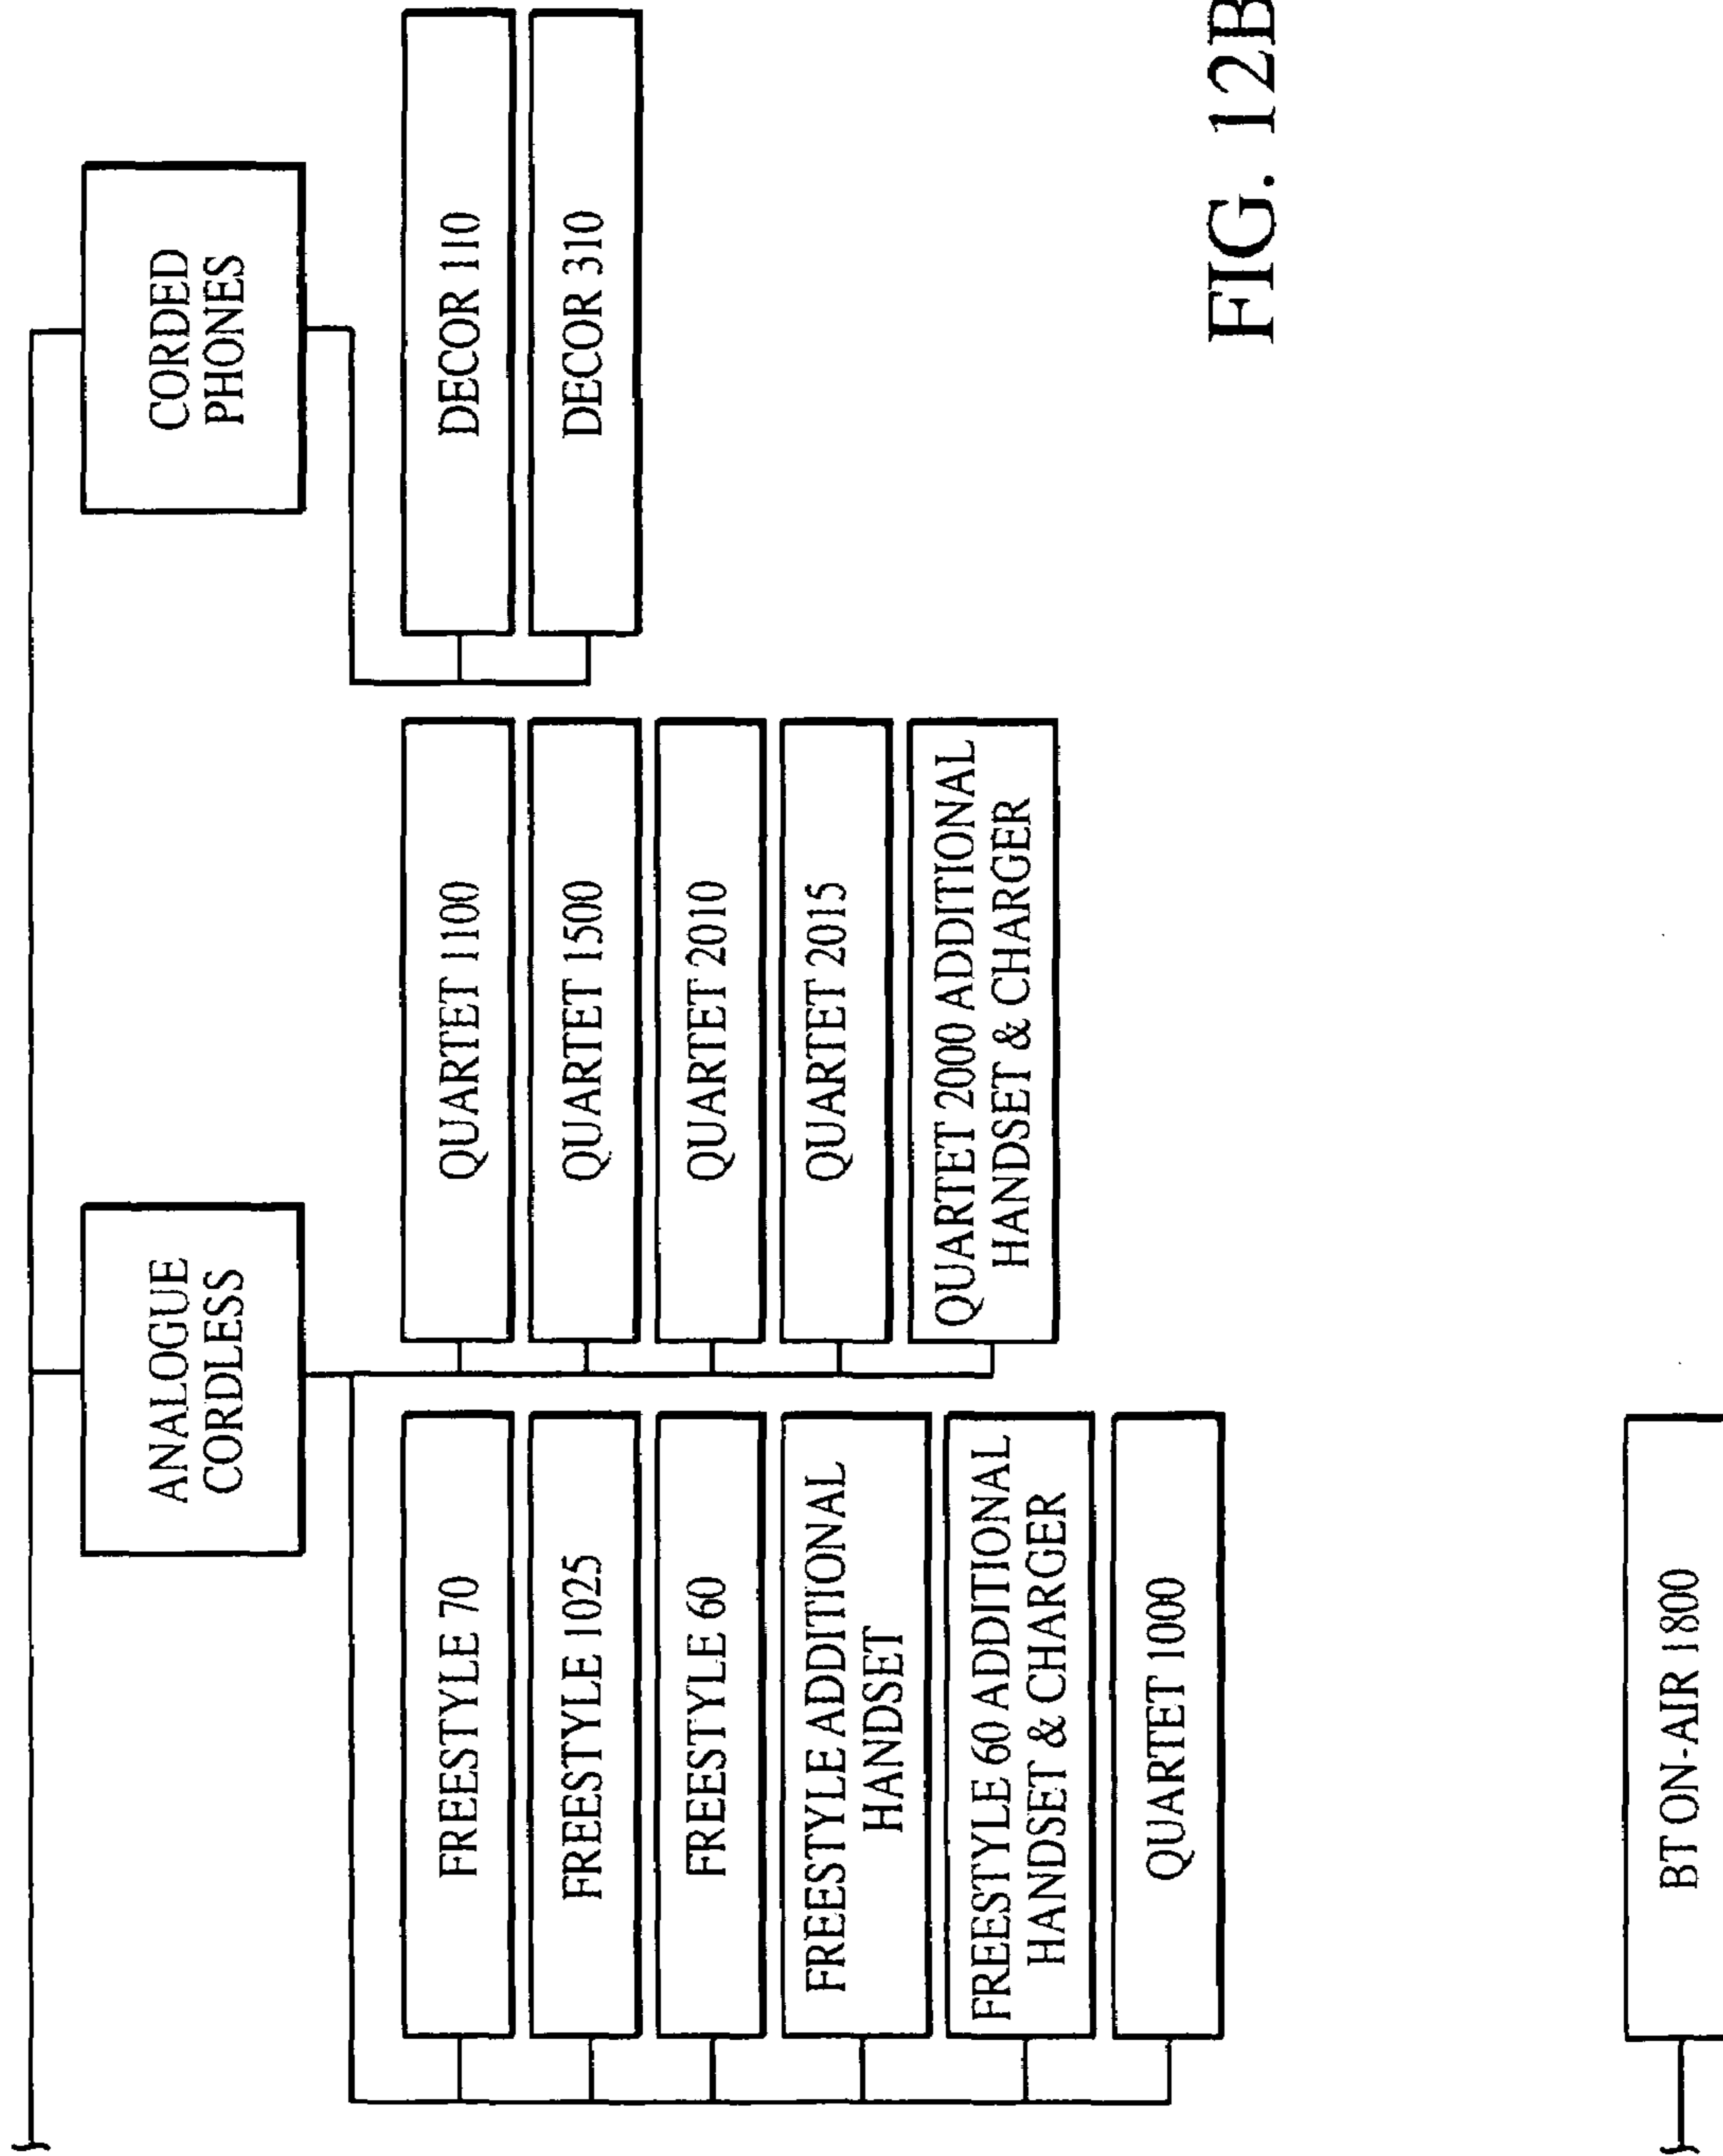 ANALOGUE
CORDLESS
CORDED
PHONES
FREESTYLE 70
FREESTYLE 1025
FREESTYLE 60
FREESTYLE ADDITIONAL
HANDSET
FREESTYLE 60 ADDITIONAL
HANDSET & CHARGER
QUARTET 1000
QUARTET 1100
QUARTET 1500
QUARTET 2010
QUARTET 2015
QUARTET 2000 ADDITIONAL
HANDSET & CHARGER
DECOR 110
DECOR 310
BT ON-AIR 1800
FIG. 12B